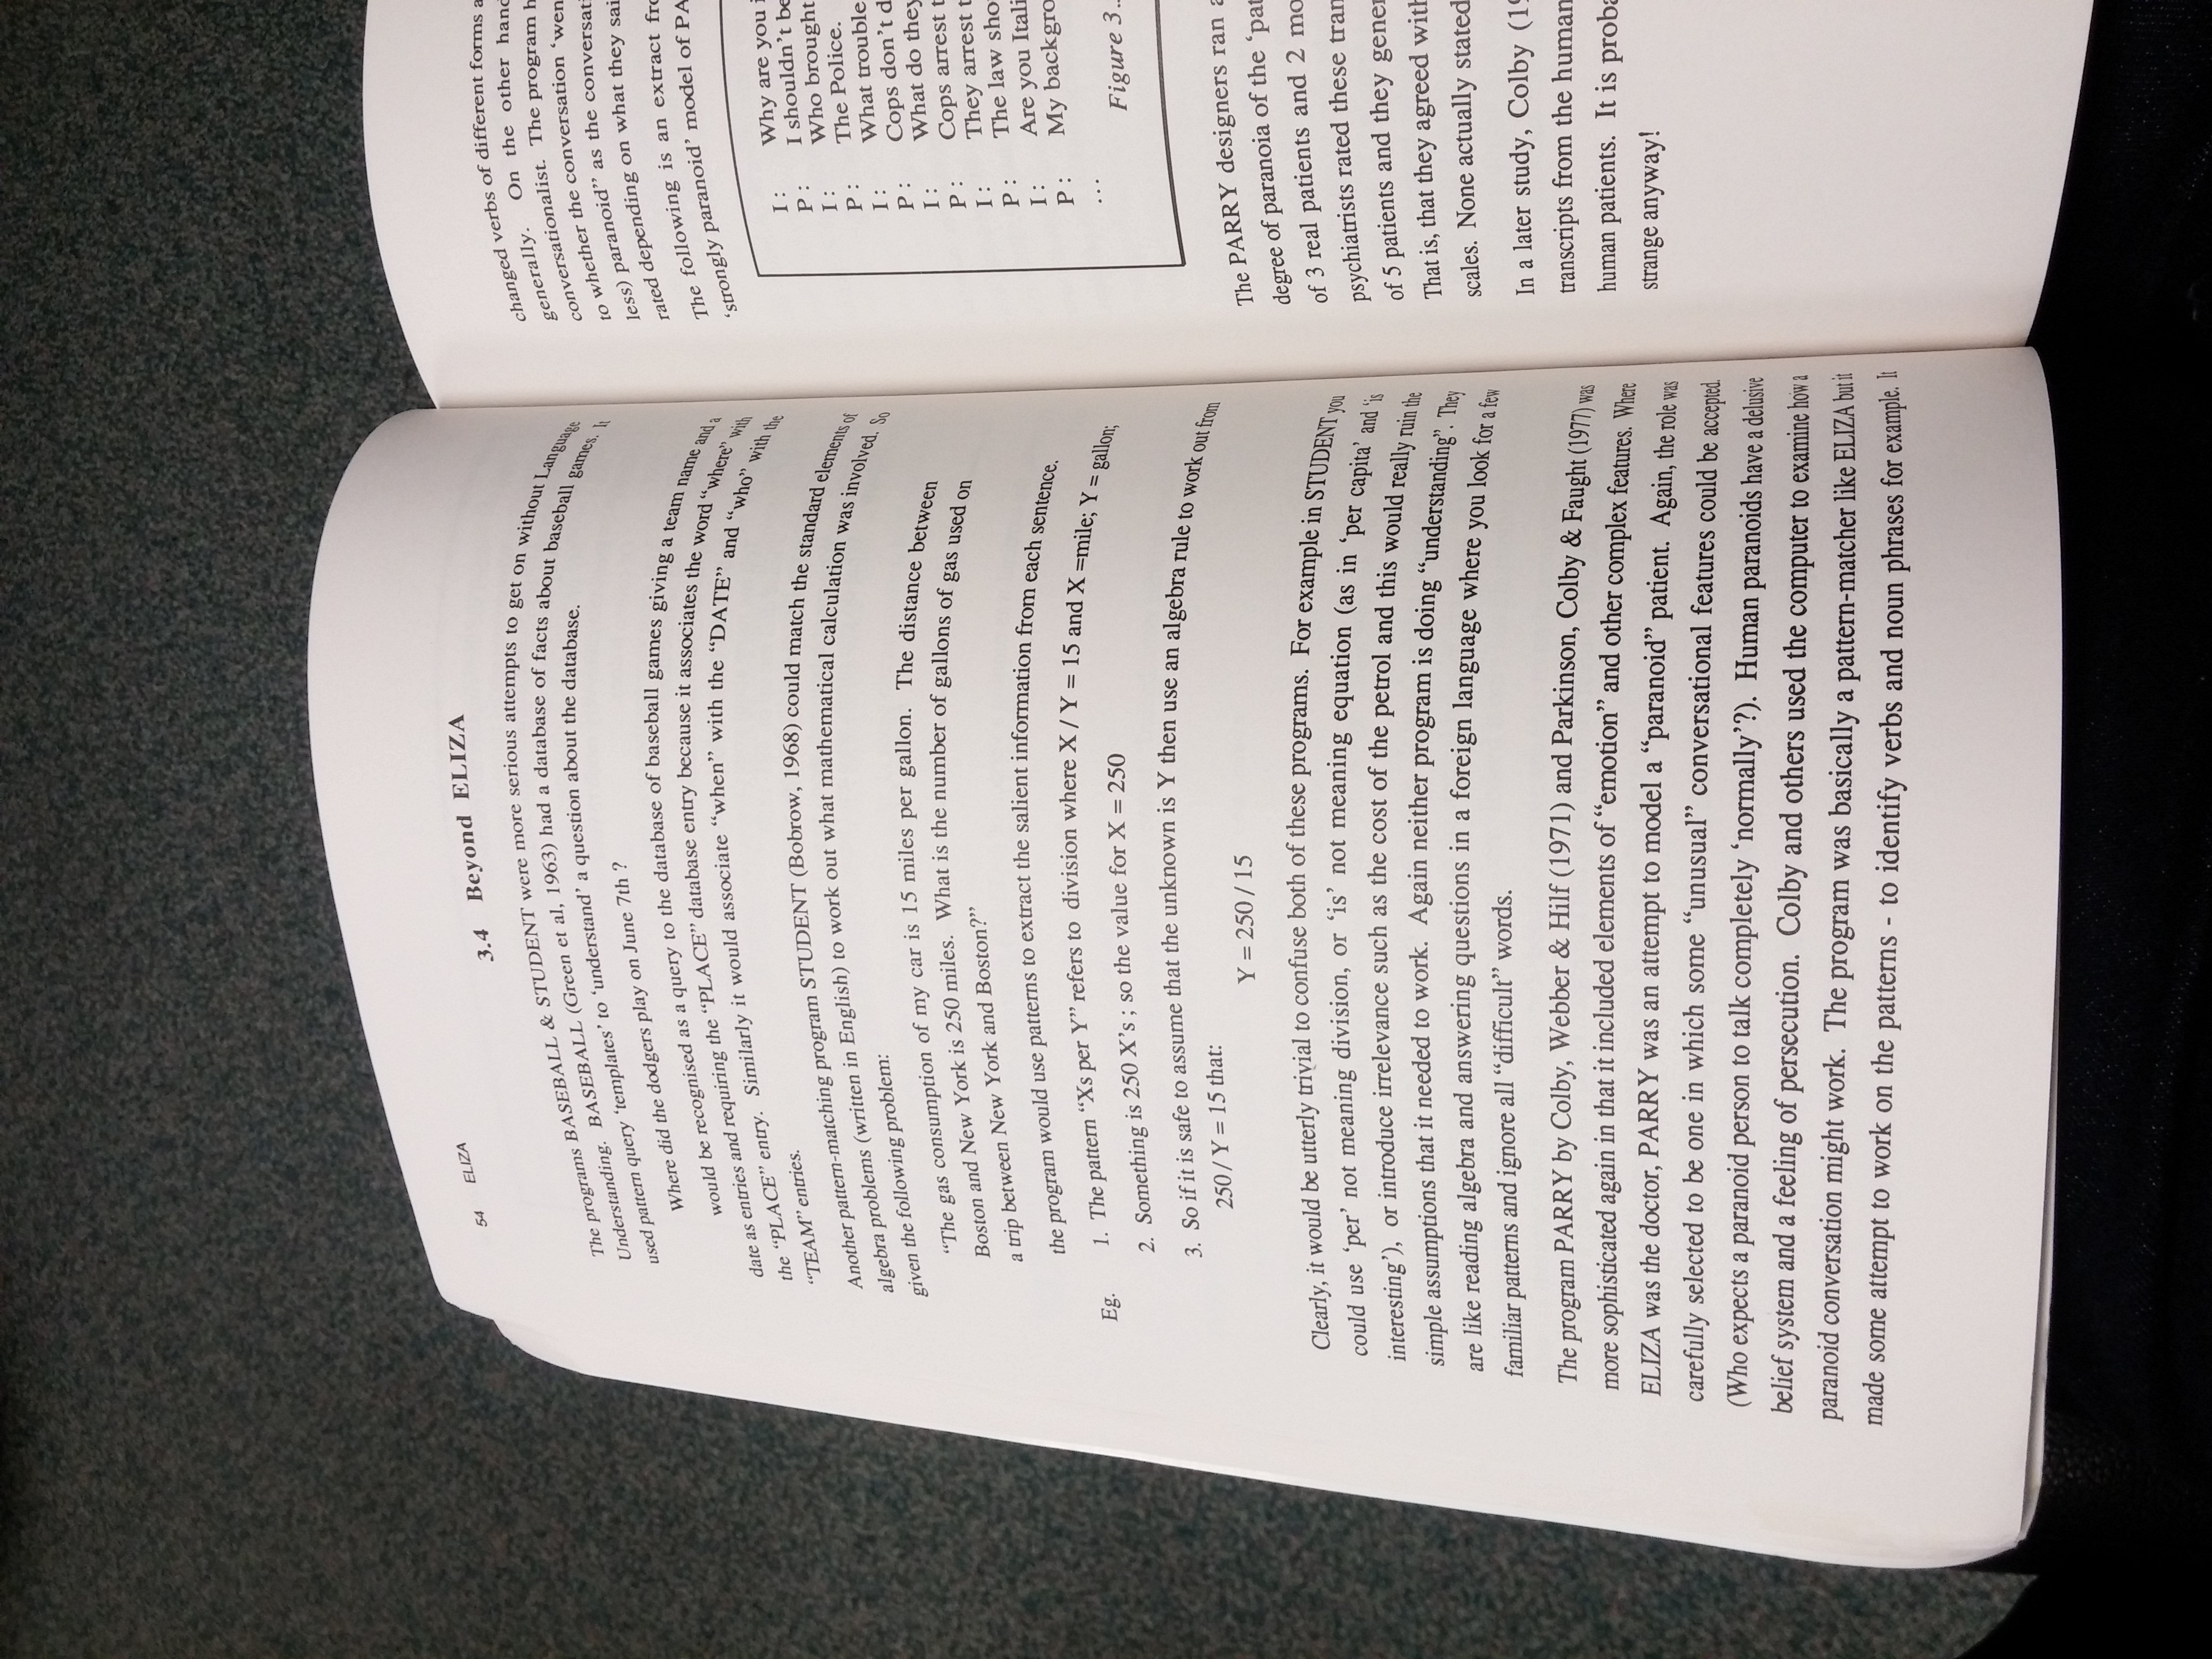 54 ELIZA
3.4 Beyond ELIZA
The programs BASEBALL & STUDENT were more serious attempts to get on without Language
Understanding. BASEBALL (Green et al, 1963) had a database of facts about baseball games. It
used pattern query ‘templates’ to ‘understand’ a question about the database.
Where did the dodgers play on June 7th ?
would be recognised as a query to the database of baseball games giving a team name and a
date as entries and requiring the “PLACE” database entry because it associates the word “where” with
the “PLACE” entry. Similarly it would associate “when” with the “DATE” and “who” with the
“TEAM” entries.
Another pattern-matching program STUDENT (Bobrow, 1968) could match the standard elements of
algebra problems (written in English) to work out what mathematical calculation was involved. So
given the following problem:
“The gas consumption of my car is 15 miles per gallon. The distance between
Boston and New York is 250 miles. What is the number of gallons of gas used on
a trip between New York and Boston?”
the program would use patterns to extract the salient information from each sentence.
Eg. 1. The pattern “Xs per Y” refers to division where X / Y = 15 and X =mile; Y = gallon;
2. Something is 250 X’s ; so the value for X = 250
3. So if it is safe to assume that the unknown is Y then use an algebra rule to work out from
250 / Y = 15 that:
Y = 250 / 15
Clearly, it would be utterly trivial to confuse both of these programs. For example in STUDENT you
could use ‘per’ not meaning division, or ‘is’ not meaning equation (as in ‘per capita’ and ‘is
interesting’), or introduce irrelevance such as the cost of the petrol and this would really ruin the
simple assumptions that it needed to work. Again neither program is doing “understanding”. They
are like reading algebra and answering questions in a foreign language where you look for a few
familiar patterns and ignore all “difficult” words.
The program PARRY by Colby, Webber & Hilf (1971) and Parkinson, Colby & Faught (1977) was
more sophisticated again in that it included elements of “emotion” and other complex features. Where
ELIZA was the doctor, PARRY was an attempt to model a “paranoid” patient. Again, the role was
carefully selected to be one in which some “unusual” conversational features could be accepted.
(Who expects a paranoid person to talk completely ‘normally’?). Human paranoids have a delusive
belief system and a feeling of persecution. Colby and others used the computer to examine how a
paranoid conversation might work. The program was basically a pattern-matcher like ELIZA but it
made some attempt to work on the patterns - to identify verbs and noun phrases for example. It
changed verbs of different forms
generally. On the other
conversationalist. The program
to whether the conversation
less) paranoid” as the
rated depending on what they
The following is an extract
‘strongly paranoid’ model of
I : Why are you
P : I shouldn’t
I : Who brought
P : The Police.
I : What trouble
P : Cops don’t
I : What do they
P : Cops arrest
I : They arrest
P : The law
I : Are you
P : My
...
Figure 3.
The PARRY designers ran
degree of paranoia of the
of 3 real patients and 2
psychiatrists rated these
of 5 patients and they
That is, that they agreed with
scales. None actually stated
In a later study, Colby
transcripts from the human
human patients. It is
strange anyway!